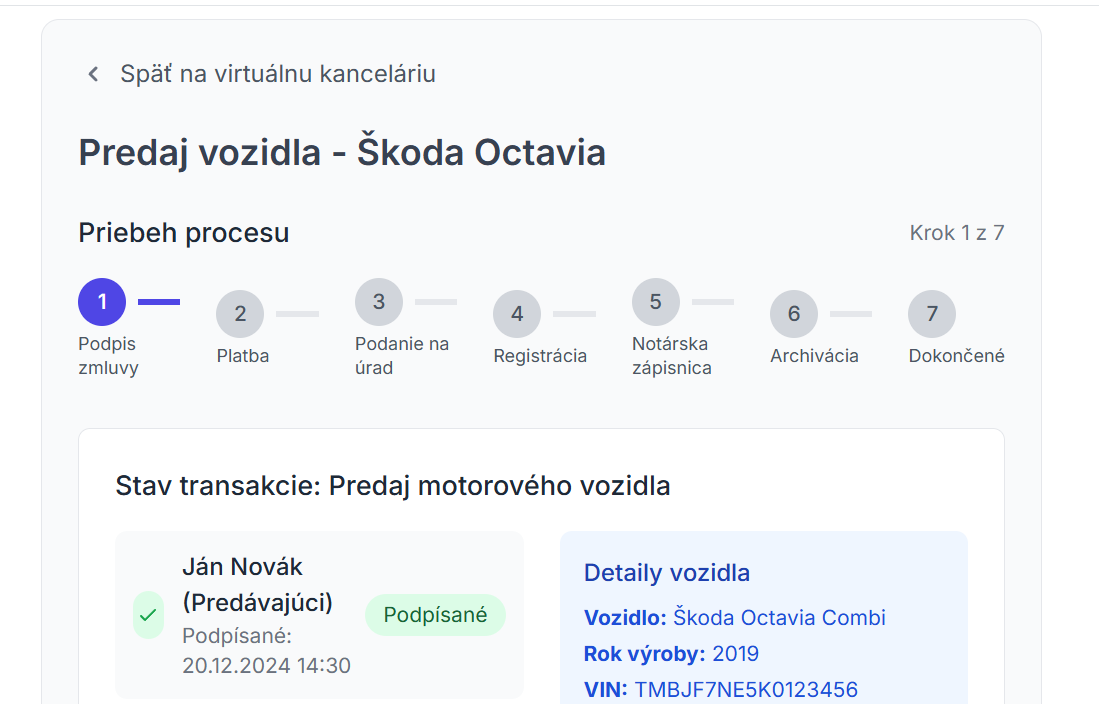 Späť na virtuálnu kanceláriu
Predaj vozidla - Škoda Octavia
Priebeh procesu
Krok 1 z 7
1
Podpis
zmluvy
2
Platba
3
Podanie na
úrad
4
Registrácia
5
Notárska
zápisnica
6
Archivácia
7
Dokončené
Stav transakcie: Predaj motorového vozidla
Ján Novák
(Predávajúci)
Podpísané:
20.12.2024 14:30
Podpísané
Detaily vozidla
Vozidlo: Škoda Octavia Combi
Rok výroby: 2019
VIN: TMBJF7NE5K0123456